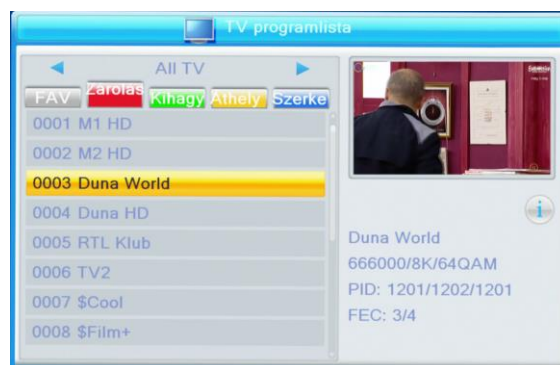 TV programlista
All TV
FAV Zárolás Kihagy Áthely Szerke
0001 M1 HD
0002 M2 HD
0003 Duna World
0004 Duna HD
0005 RTL Klub
0006 TV2
0007 $Cool
0008 $Film+
Duna World
666000/8K/64QAM
PID: 1201/1202/1201
FEC: 3/4